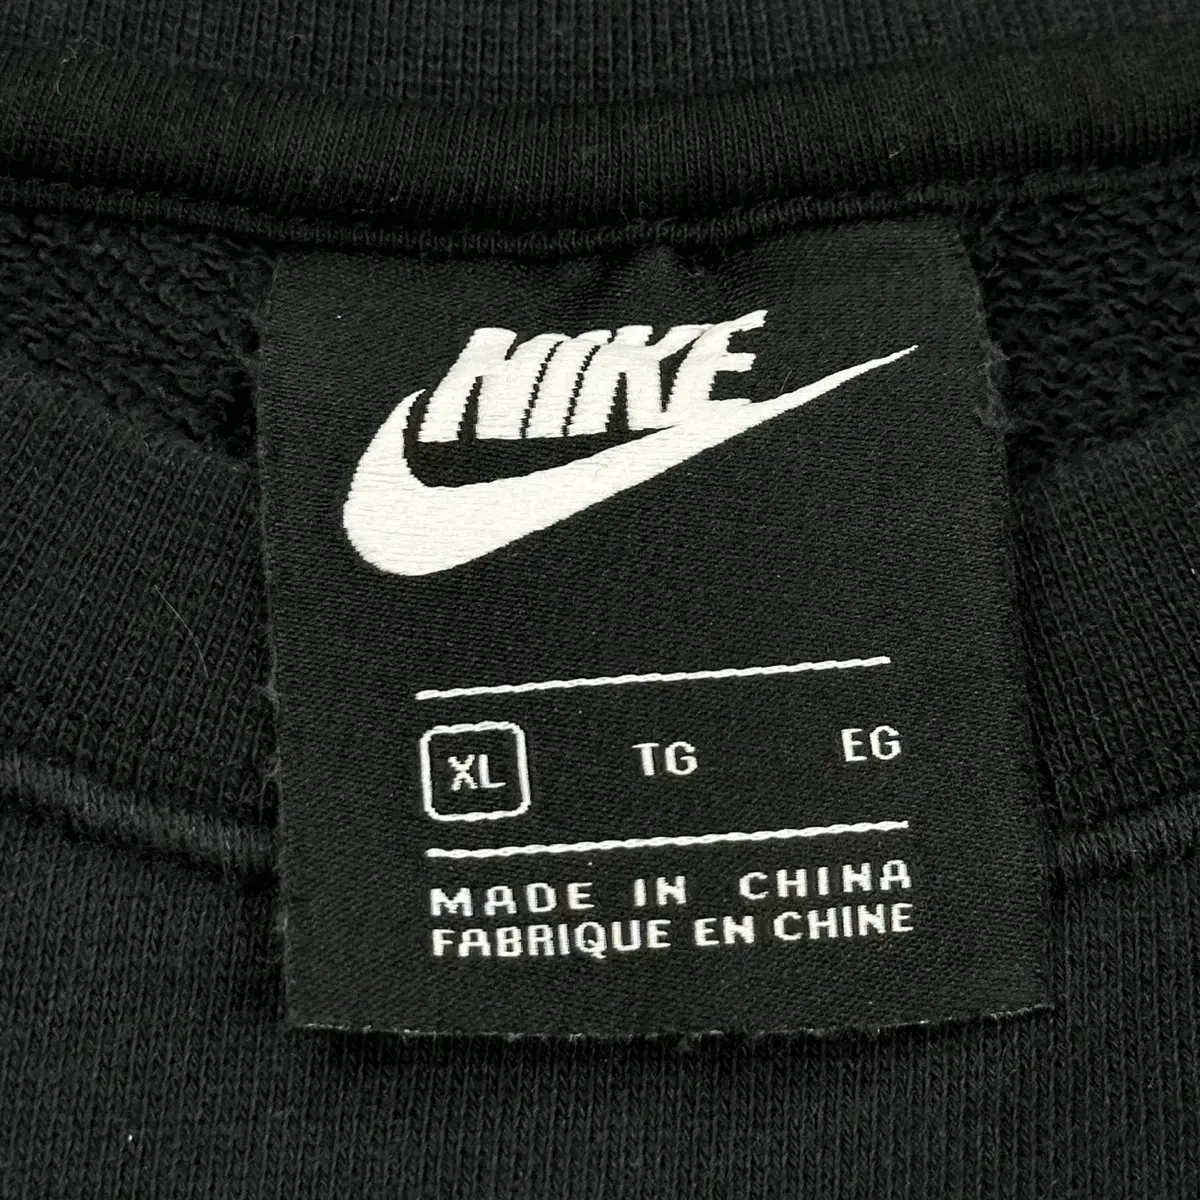 NIKE
XL TG EG
MADE IN CHINA
FABRIQUE EN CHINE